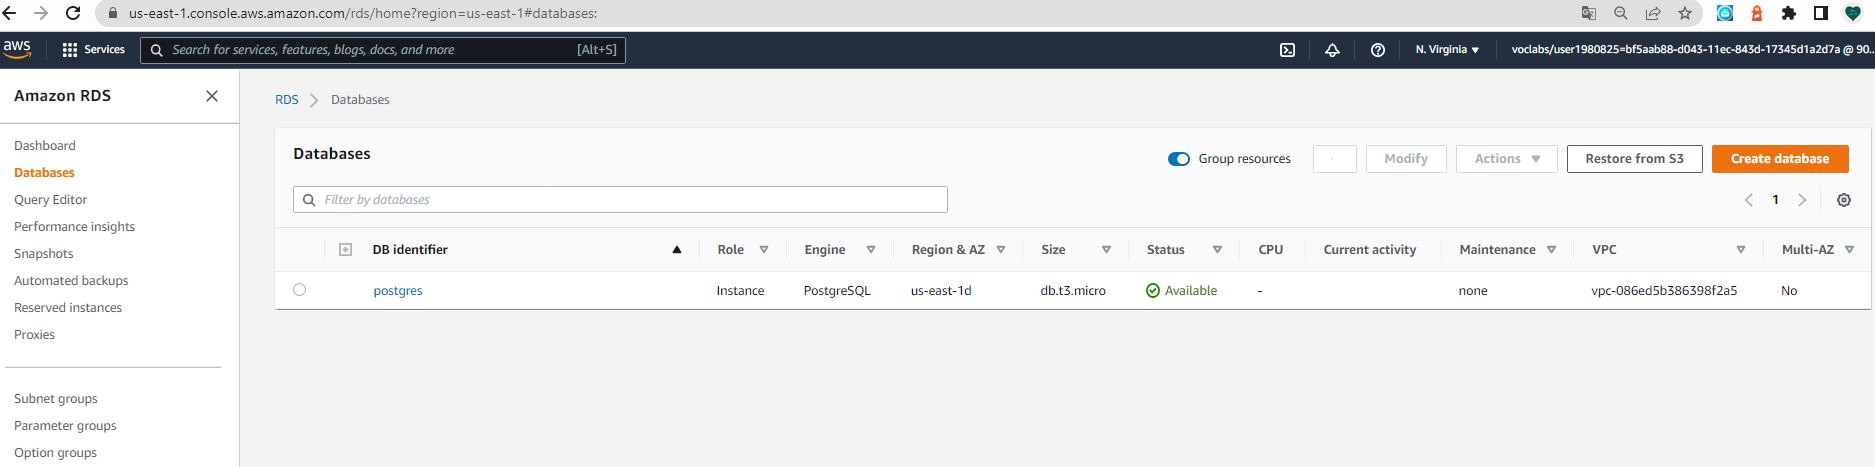 us-east-1.console.aws.amazon.com/rds/home?region=us-east-1#databases:
aws Services Search for services, features, blogs, docs, and more [Alt+S] N. Virginia ▼ voclabs/user1980825=bf5aab88-d043-11ec-843d-17345d1a2d7a @ 90...
Amazon RDS
Dashboard
Databases
Query Editor
Performance insights
Snapshots
Automated backups
Reserved instances
Proxies
Subnet groups
Parameter groups
Option groups
RDS > Databases
Databases Group resources Modify Actions ▼ Restore from S3 Create database
Filter by databases < 1 >
DB identifier Role Engine Region & AZ Size Status CPU Current activity Maintenance VPC Multi-AZ
postgres Instance PostgreSQL us-east-1d db.t3.micro Available - none vpc-086ed5b386398f2a5 No